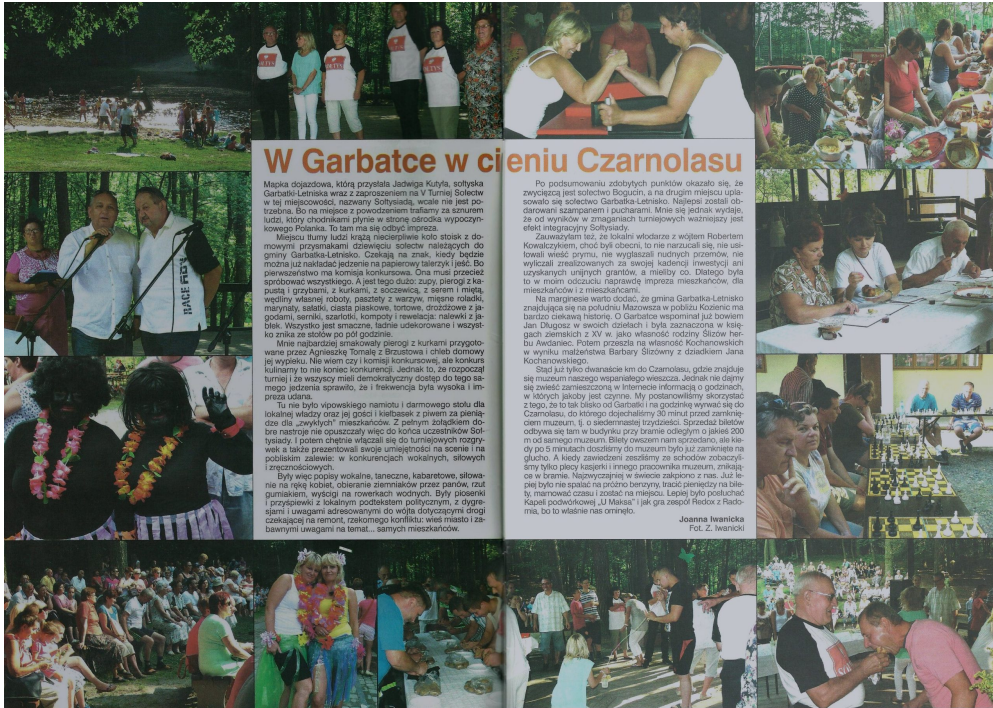 W Garbatce w cieniu Czarnolasu
Mapka dojazdowa, którą przysłała Jadwiga Kutyła, sołtyska
Garbatki-Letnisko wraz z zaproszeniem na V Turniej Sołectw
w tej miejscowości, nazwany Sołtysiadą, wcale nie jest po-
trzebna. Bo na miejsce z powodzeniem trafiamy za sznurem
ludzi, który chodnikami płynie w stronę ośrodka wypoczyn-
kowego Polanka. To tam ma się odbyć impreza.
Miejscu tłumy ludzi krążą niecierpliwie koło stoisk z do-
mowymi przysmakami dziewięciu sołectw należących do
gminy Garbatka-Letnisko. Czekają na znak, kiedy będzie
można już nakładać jedzenie na papierowy talerzyk i jeść. Bo
pierwszeństwo ma komisja konkursowa. Ona musi przecież
spróbować wszystkiego. A jest tego dużo: zupy, pierogi z ka-
pustą i grzybami, z kurkami, z soczewicą, z serem i miętą,
wędliny własnej roboty, pasztety z warzyw, mięsne roladki,
marynaty, sałatki, ciasta piaskowe, tortowe, drożdżowe z ja-
godami, serniki, szarlotki, kompoty i rewelacja: nalewki z ja-
błek. Wszystko jest smaczne, ładnie udekorowane i wszyst-
ko znika ze stołów po pół godzinie.
Mnie najbardziej smakowały pierogi z kurkami przygoto-
wane przez Agnieszkę Tomalę z Brzustowa i chleb domowy
jej wypieku. Nie wiem czy i komisji konkursowej, ale konkurs
kulinarny to nie koniec konkurencji. Jednak to, że rozpoczął
turniej i że wszyscy mieli demokratyczny dostęp do tego sa-
mego jedzenia sprawiło, że i frekwencja była wysoka i im-
preza udana.
Tu nie było vipowskiego namiotu i darmowego stołu dla
lokalnej władzy oraz jej gości i kiełbasek z piwem za pienią-
dze dla „zwykłych” mieszkańców. Z pełnym żołądkiem do-
bre nastroje nie opuszczały więc do końca uczestników Soł-
tysiady. I potem chętnie włączali się do turniejowych rozgry-
wek a także prezentowali swoje umiejętności na scenie i na
pobliskim zalewie: w konkurencjach wokalnych, siłowych
i zręcznościowych.
Były więc popisy wokalne, taneczne, kabaretowe, siłowa-
nie na rękę kobiet, obieranie ziemniaków przez panów, rzut
gumiakiem, wyścigi na rowerkach wodnych. Były piosenki
i przyśpiewki z lokalnym podtekstem politycznym, z dygre-
sjami i uwagami adresowanymi do wójta dotyczącymi drogi
czekającej na remont, rzekomego konfliktu; wieś miasto i za-
bawnymi uwagami na temat... samych mieszkańców.
Po podsumowaniu zdobytych punktów okazało się, że
zwycięzcą jest sołectwo Bogucin, a na drugim miejscu upla-
sowało się sołectwo Garbatka-Letnisko. Najlepsi zostali ob-
darowani szampanem i pucharami. Mnie się jednak wydaje,
że od wyników w zmaganiach turniejowych ważniejszy jest
efekt integracyjny Sołtysiady.
Zauważyłam też, że lokalni włodarze z wójtem Robertem
Kowalczykiem, choć byli obecni, to nie narzucali się, nie usi-
łowali wieść prymu, nie wygłaszali nudnych przemów, nie
wyliczali zrealizowanych za swojej kadencji inwestycji ani
uzyskanych unijnych grantów, a mieliby co. Dlatego była
to w moim odczuciu naprawdę impreza mieszkańców, dla
mieszkańców i z mieszkańcami.
Na marginesie warto dodać, że gmina Garbatka-Letnisko
znajdująca się na południe Mazowsza w pobliżu Kozienic ma
bardzo ciekawą historię. O Garbatce wspominał już bowiem
Jan Długosz w swoich dziełach i była zaznaczona w księ-
gach ziemskich z XV w. jako własność rodziny Ślizów her-
bu Awdaniec. Potem przeszła na własność Kochanowskich
w wyniku małżeństwa Barbary Ślizówny z dziadkiem Jana
Kochanowskiego.
Stąd już tylko dwanaście km do Czarnolasu, gdzie znajduje
się muzeum naszego wspaniałego wieszcza. Jednak nie dajmy
się zwieść zamieszczoną w Internecie informacją o godzinach,
w których jakoby jest czynne. My postanowiliśmy skorzystać
z tego, że to tak blisko od Garbatki i na godzinkę wyrwać się do
Czarnolasu, do którego dojechaliśmy 30 minut przed zamknię-
ciem muzeum, tj. o siedemnastej trzydzieści. Sprzedaż biletów
odbywa się tam w budynku przy bramie odległym o jakieś 200
m od samego muzeum. Bilety owszem nam sprzedano, ale kie-
dy po 5 minutach doszliśmy do muzeum było już zamknięte na
głucho. A kiedy zawiedzeni zeszliśmy ze schodów zobaczyli-
śmy tylko plecy kasjerki i innego pracownika muzeum, znikają-
ce w bramie. Najzwyczajniej w świecie zakpiono z nas. Już le-
piej było nie spalać na próżno benzyny, tracić pieniędzy na bile-
ty, marnować czasu i zostać na miejscu. Lepiej było posłuchać
Kapeli podwórkowej „U Maksa” i jak gra zespół Redox z Rado-
mia, bo to właśnie nas ominęło.
Joanna Iwanicka
Fot. Z. Iwanicki
RACE FIETS